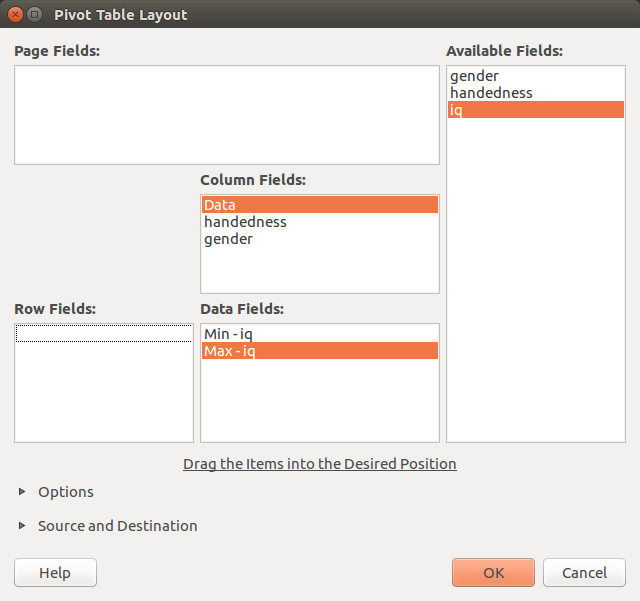 Pivot Table Layout
Page Fields:
Available Fields:
gender
handedness
iq
Column Fields:
Data
handedness
gender
Row Fields:
Data Fields:
Min - iq
Max - iq
Drag the Items into the Desired Position
Options
Source and Destination
Help
OK
Cancel